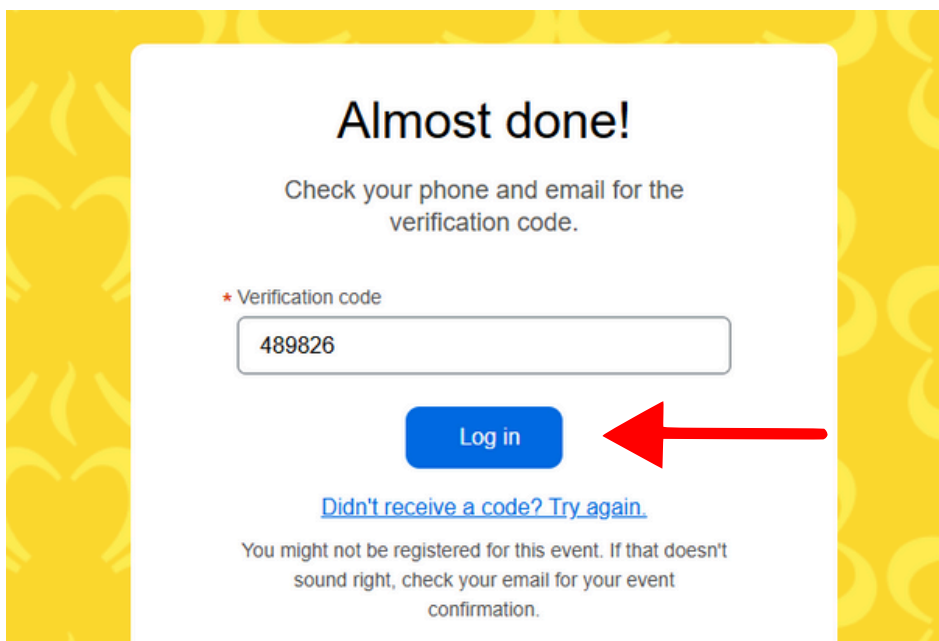 Almost done!
Check your phone and email for the
verification code.
* Verification code
489826
Log in
Didn't receive a code? Try again.
You might not be registered for this event. If that doesn't
sound right, check your email for your event
confirmation.